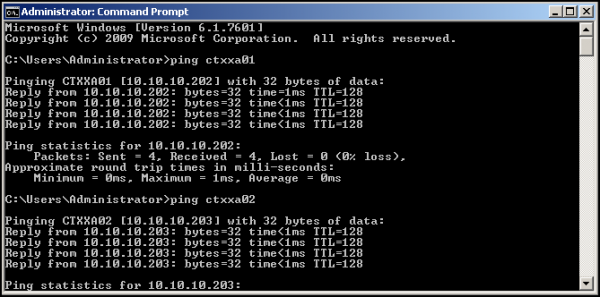 Administrator: Command Prompt
Microsoft Windows [Version 6.1.7601]
Copyright (c) 2009 Microsoft Corporation.  All rights reserved.
C:\Users\Administrator>ping ctxxa01
Pinging CTXXA01 [10.10.10.202] with 32 bytes of data:
Reply from 10.10.10.202: bytes=32 time=1ms TTL=128
Reply from 10.10.10.202: bytes=32 time<1ms TTL=128
Reply from 10.10.10.202: bytes=32 time<1ms TTL=128
Reply from 10.10.10.202: bytes=32 time<1ms TTL=128
Ping statistics for 10.10.10.202:
    Packets: Sent = 4, Received = 4, Lost = 0 (0% loss),
Approximate round trip times in milli-seconds:
    Minimum = 0ms, Maximum = 1ms, Average = 0ms
C:\Users\Administrator>ping ctxxa02
Pinging CTXXA02 [10.10.10.203] with 32 bytes of data:
Reply from 10.10.10.203: bytes=32 time<1ms TTL=128
Reply from 10.10.10.203: bytes=32 time<1ms TTL=128
Reply from 10.10.10.203: bytes=32 time<1ms TTL=128
Reply from 10.10.10.203: bytes=32 time<1ms TTL=128
Ping statistics for 10.10.10.203: